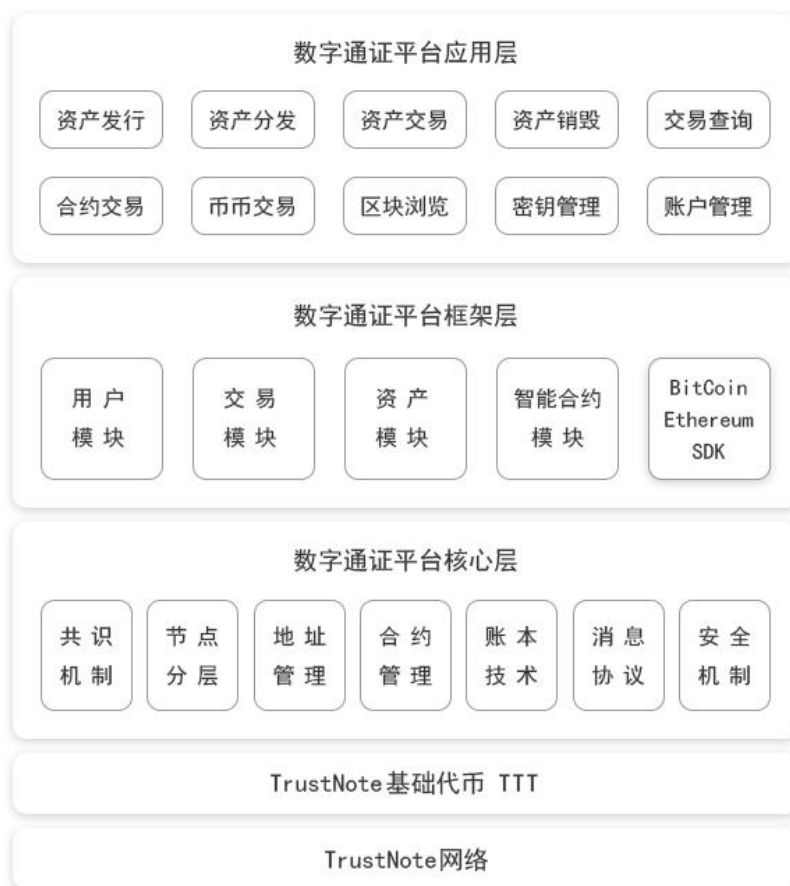 数字通证平台应用层
资产发行 资产分发 资产交易 资产销毁 交易查询
合约交易 币币交易 区块浏览 密钥管理 账户管理
数字通证平台框架层
用户
模块
交易
模块
资产
模块
智能合约
模块
BitCoin
Ethereum
SDK
数字通证平台核心层
共识
机制
节点
分层
地址
管理
合约
管理
账本
技术
消息
协议
安全
机制
TrustNote基础代币 TTT
TrustNote网络